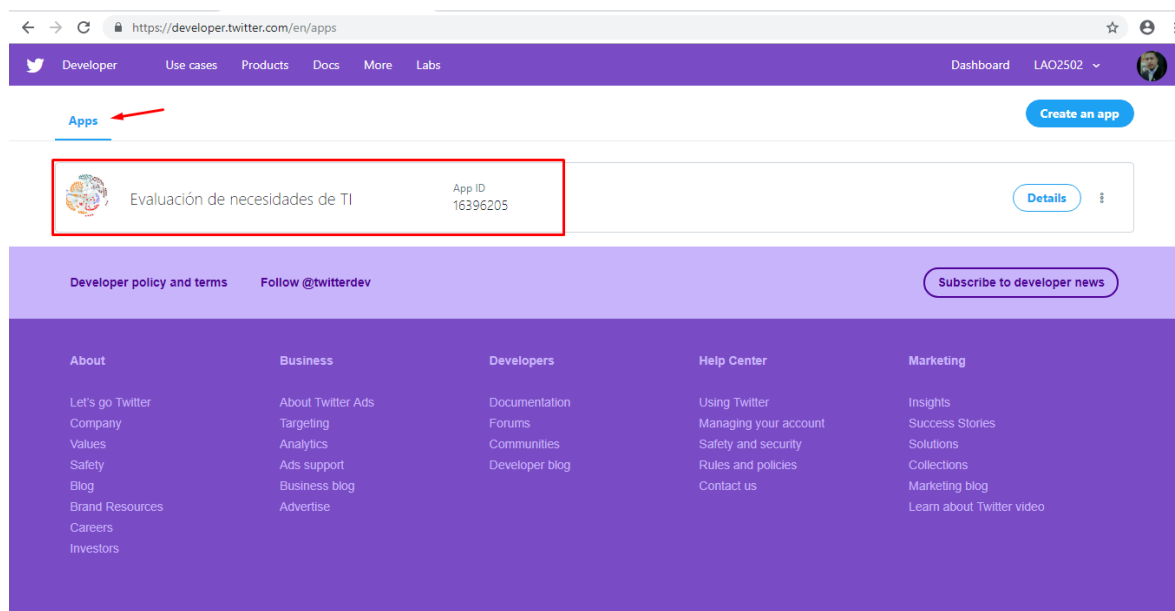 https://developer.twitter.com/en/apps
Developer Use cases Products Docs More Labs Dashboard LAO2502
Apps Create an app
Evaluación de necesidades de TI
App ID
16396205
Details
Developer policy and terms Follow @twitterdev Subscribe to developer news
About Business Developers Help Center Marketing
Let's go Twitter About Twitter Ads Documentation Using Twitter Insights
Company Targeting Forums Managing your account Success Stories
Values Analytics Communities Safety and security Solutions
Safety Ads support Developer blog Rules and policies Collections
Blog Business blog Contact us Marketing blog
Brand Resources Advertise Learn about Twitter video
Careers
Investors